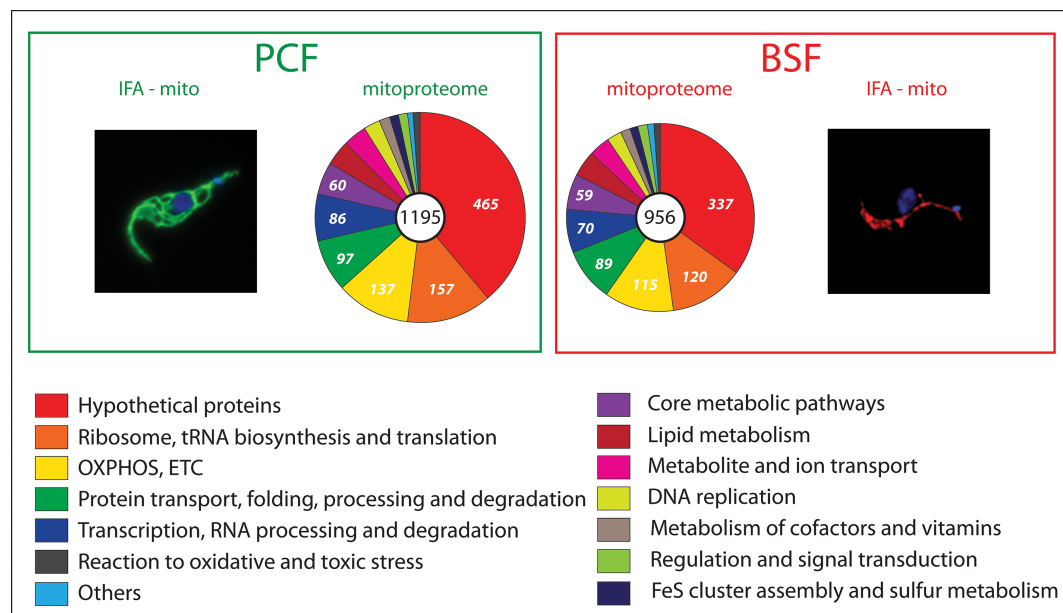 PCF
IFA - mito
mitoproteome
465
157
137
97
86
60
1195
BSF
mitoproteome
IFA - mito
337
120
115
89
70
59
956
Hypothetical proteins
Ribosome, tRNA biosynthesis and translation
OXPHOS, ETC
Protein transport, folding, processing and degradation
Transcription, RNA processing and degradation
Reaction to oxidative and toxic stress
Others
Core metabolic pathways
Lipid metabolism
Metabolite and ion transport
DNA replication
Metabolism of cofactors and vitamins
Regulation and signal transduction
FeS cluster assembly and sulfur metabolism